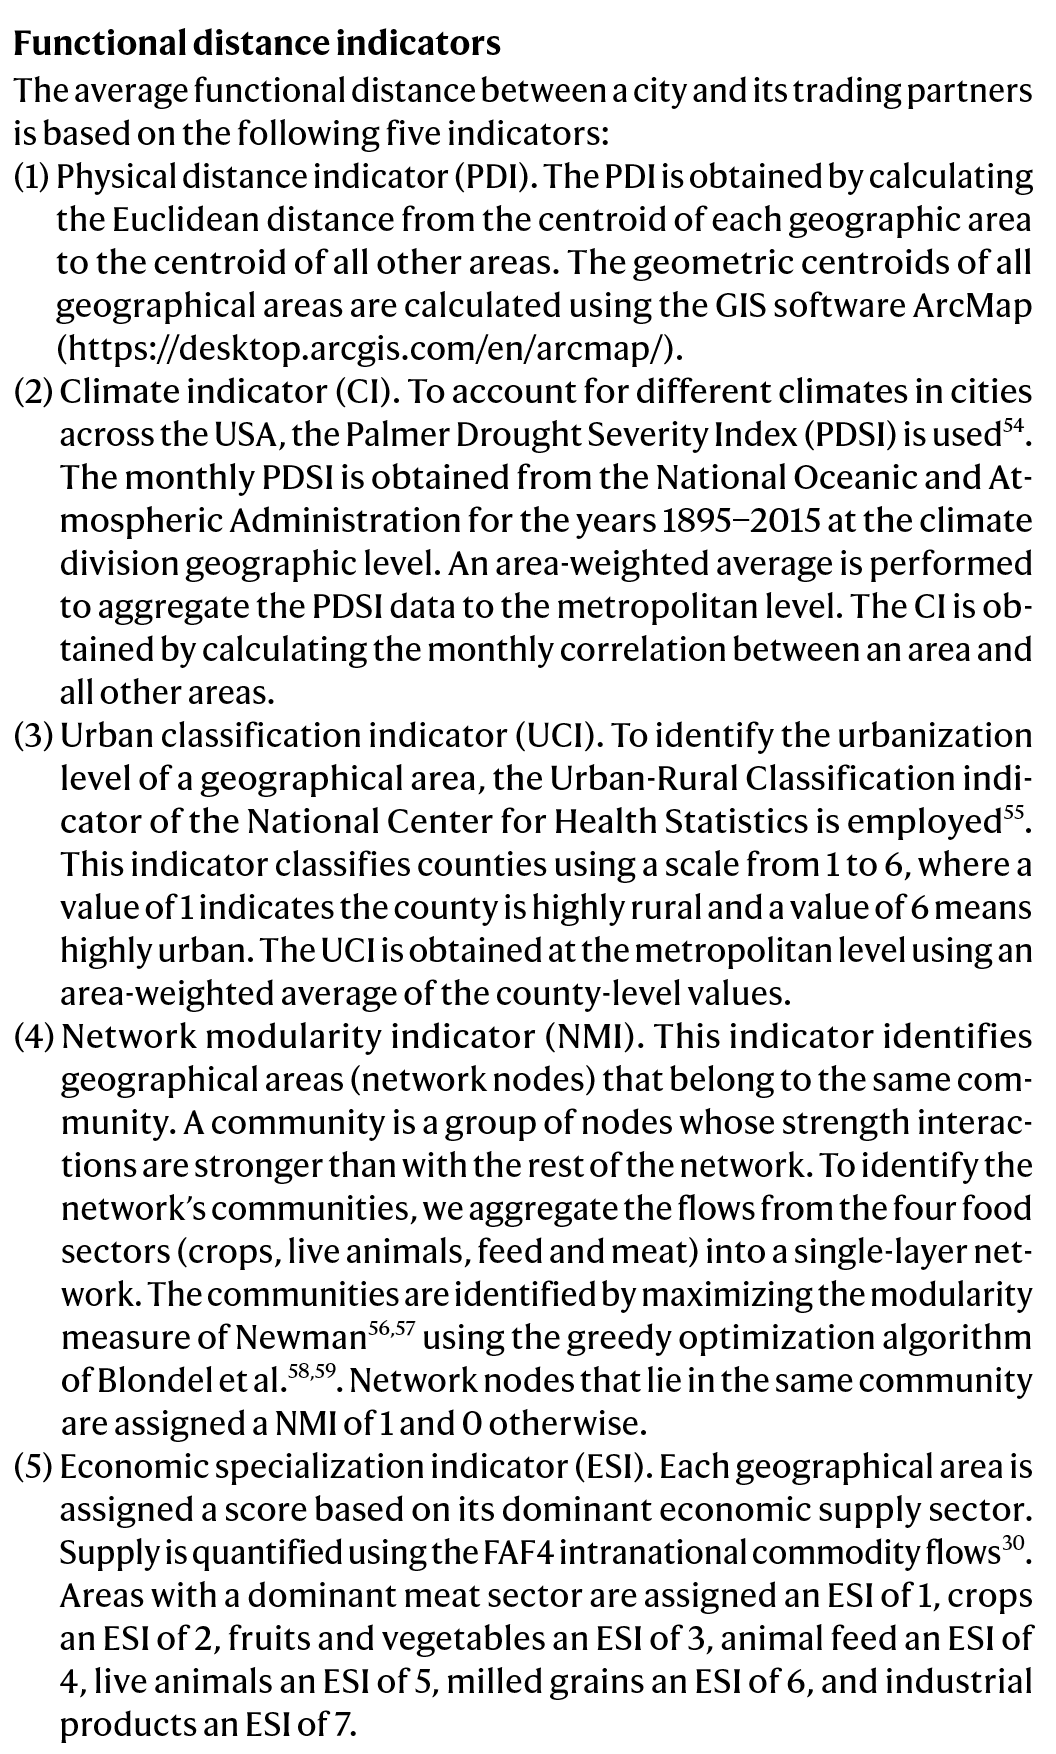 Functional distance indicators
The average functional distance between a city and its trading partners
is based on the following five indicators:
(1) Physical distance indicator (PDI). The PDI is obtained by calculating
the Euclidean distance from the centroid of each geographic area
to the centroid of all other areas. The geometric centroids of all
geographical areas are calculated using the GIS software ArcMap
(https://desktop.arcgis.com/en/arcmap/).
(2) Climate indicator (CI). To account for different climates in cities
across the USA, the Palmer Drought Severity Index (PDSI) is used54.
The monthly PDSI is obtained from the National Oceanic and At-
mospheric Administration for the years 1895–2015 at the climate
division geographic level. An area-weighted average is performed
to aggregate the PDSI data to the metropolitan level. The CI is ob-
tained by calculating the monthly correlation between an area and
all other areas.
(3) Urban classification indicator (UCI). To identify the urbanization
level of a geographical area, the Urban-Rural Classification indi-
cator of the National Center for Health Statistics is employed55.
This indicator classifies counties using a scale from 1 to 6, where a
value of 1 indicates the county is highly rural and a value of 6 means
highly urban. The UCI is obtained at the metropolitan level using an
area-weighted average of the county-level values.
(4) Network modularity indicator (NMI). This indicator identifies
geographical areas (network nodes) that belong to the same com-
munity. A community is a group of nodes whose strength interac-
tions are stronger than with the rest of the network. To identify the
network’s communities, we aggregate the flows from the four food
sectors (crops, live animals, feed and meat) into a single-layer net-
work. The communities are identified by maximizing the modularity
measure of Newman56,57 using the greedy optimization algorithm
of Blondel et al.58,59. Network nodes that lie in the same community
are assigned a NMI of 1 and 0 otherwise.
(5) Economic specialization indicator (ESI). Each geographical area is
assigned a score based on its dominant economic supply sector.
Supply is quantified using the FAF4 intranational commodity flows30.
Areas with a dominant meat sector are assigned an ESI of 1, crops
an ESI of 2, fruits and vegetables an ESI of 3, animal feed an ESI of
4, live animals an ESI of 5, milled grains an ESI of 6, and industrial
products an ESI of 7.